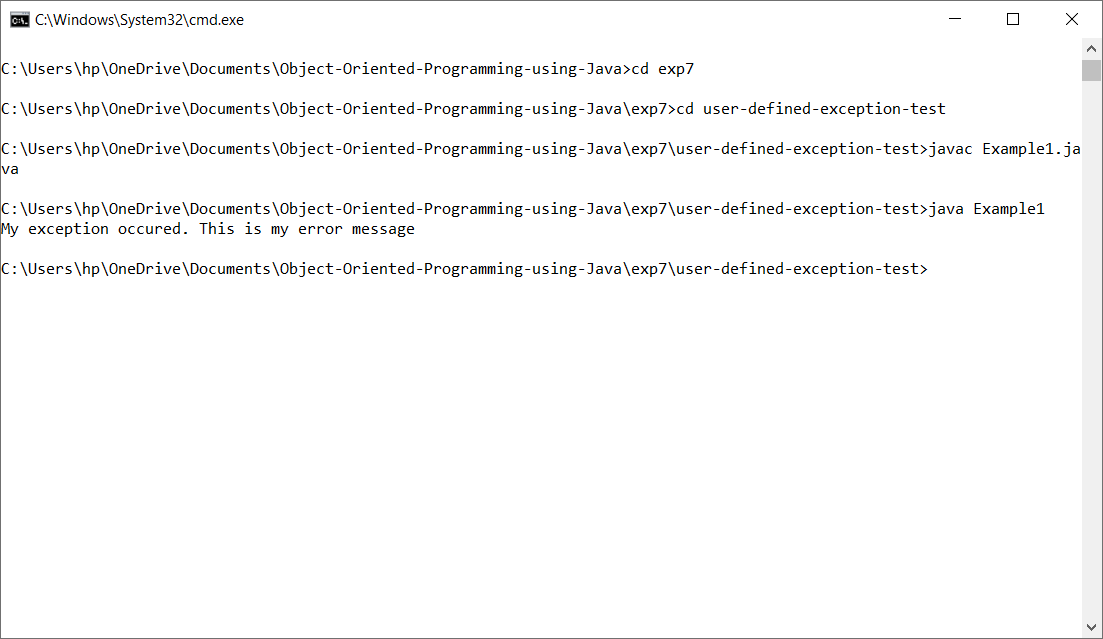 C:\Windows\System32\cmd.exe
C:\Users\hp\OneDrive\Documents\Object-Oriented-Programming-using-Java>cd exp7
C:\Users\hp\OneDrive\Documents\Object-Oriented-Programming-using-Java\exp7>cd user-defined-exception-test
C:\Users\hp\OneDrive\Documents\Object-Oriented-Programming-using-Java\exp7\user-defined-exception-test>javac Example1.ja
va
C:\Users\hp\OneDrive\Documents\Object-Oriented-Programming-using-Java\exp7\user-defined-exception-test>java Example1
My exception occured. This is my error message
C:\Users\hp\OneDrive\Documents\Object-Oriented-Programming-using-Java\exp7\user-defined-exception-test>